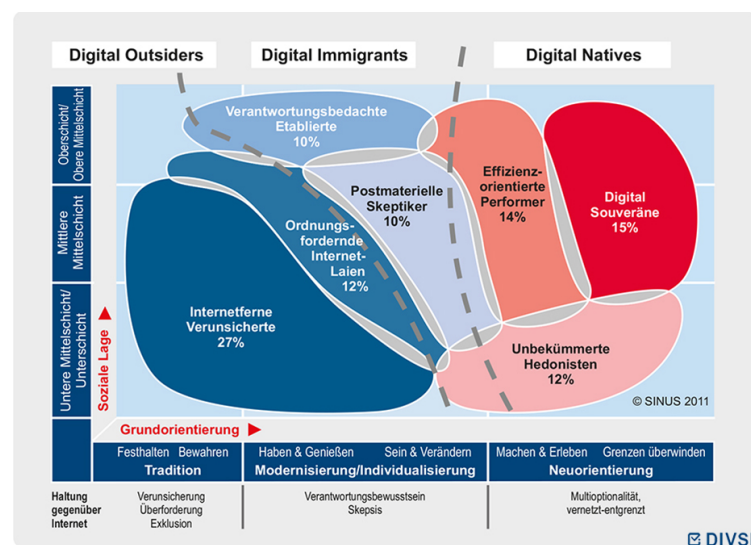 Digital Outsiders
Digital Immigrants
Digital Natives
Oberschicht/
Obere Mittelschicht
Mittlere
Mittelschicht
Untere Mittelschicht/
Unterschicht
Soziale Lage
Verantwortungsbedachte
Etablierte
10%
Postmaterielle
Skeptiker
10%
Effizienz-
orientierte
Performer
14%
Digital
Souveräne
15%
Ordnungs-
fordernde
Internet-
Laien
12%
Internetferne
Verunsicherte
27%
Unbekümmerte
Hedonisten
12%
© SINUS 2011
Grundorientierung
Festhalten Bewahren
Tradition
Haben & Genießen Sein & Verändern
Modernisierung/Individualisierung
Machen & Erleben Grenzen überwinden
Neuorientierung
Haltung
gegenüber
Internet
Verunsicherung
Überforderung
Exklusion
Verantwortungsbewusstsein
Skepsis
Multioptionalität,
vernetzt-entgrenzt
DIVSI